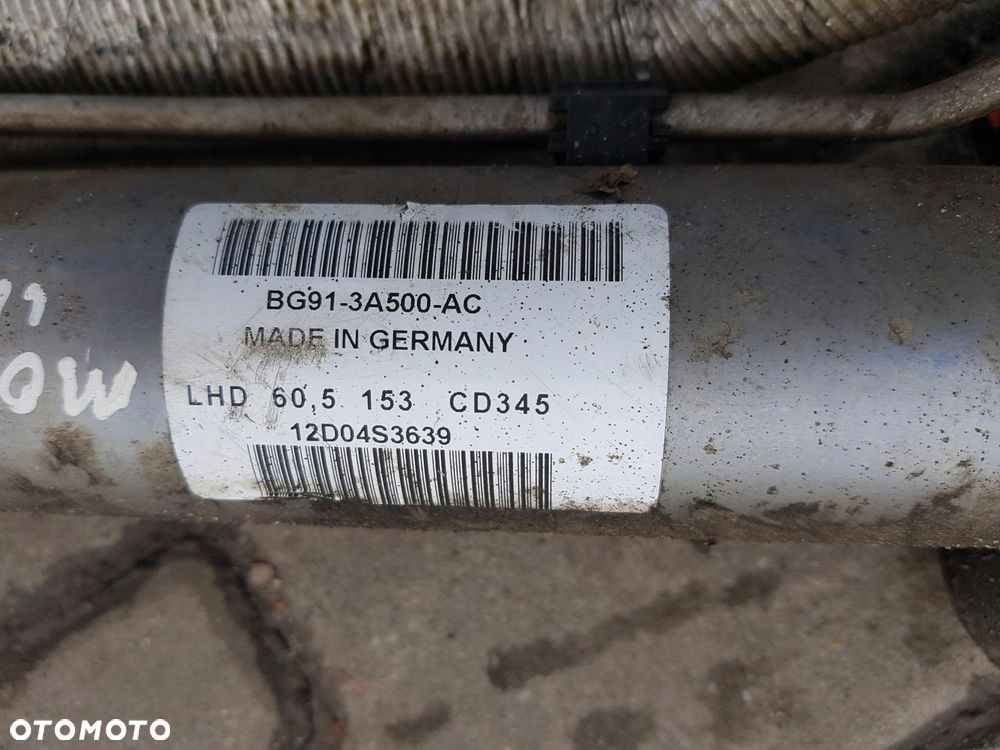 BG91-3A500-AC
MADE IN GERMANY
LHD 60,5 153 CD345
12D04S3639
OTOMOTO